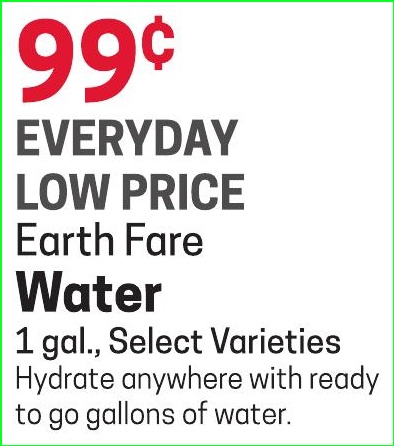 99¢
EVERYDAY
LOW PRICE
Earth Fare
Water
1 gal., Select Varieties
Hydrate anywhere with ready
to go gallons of water.